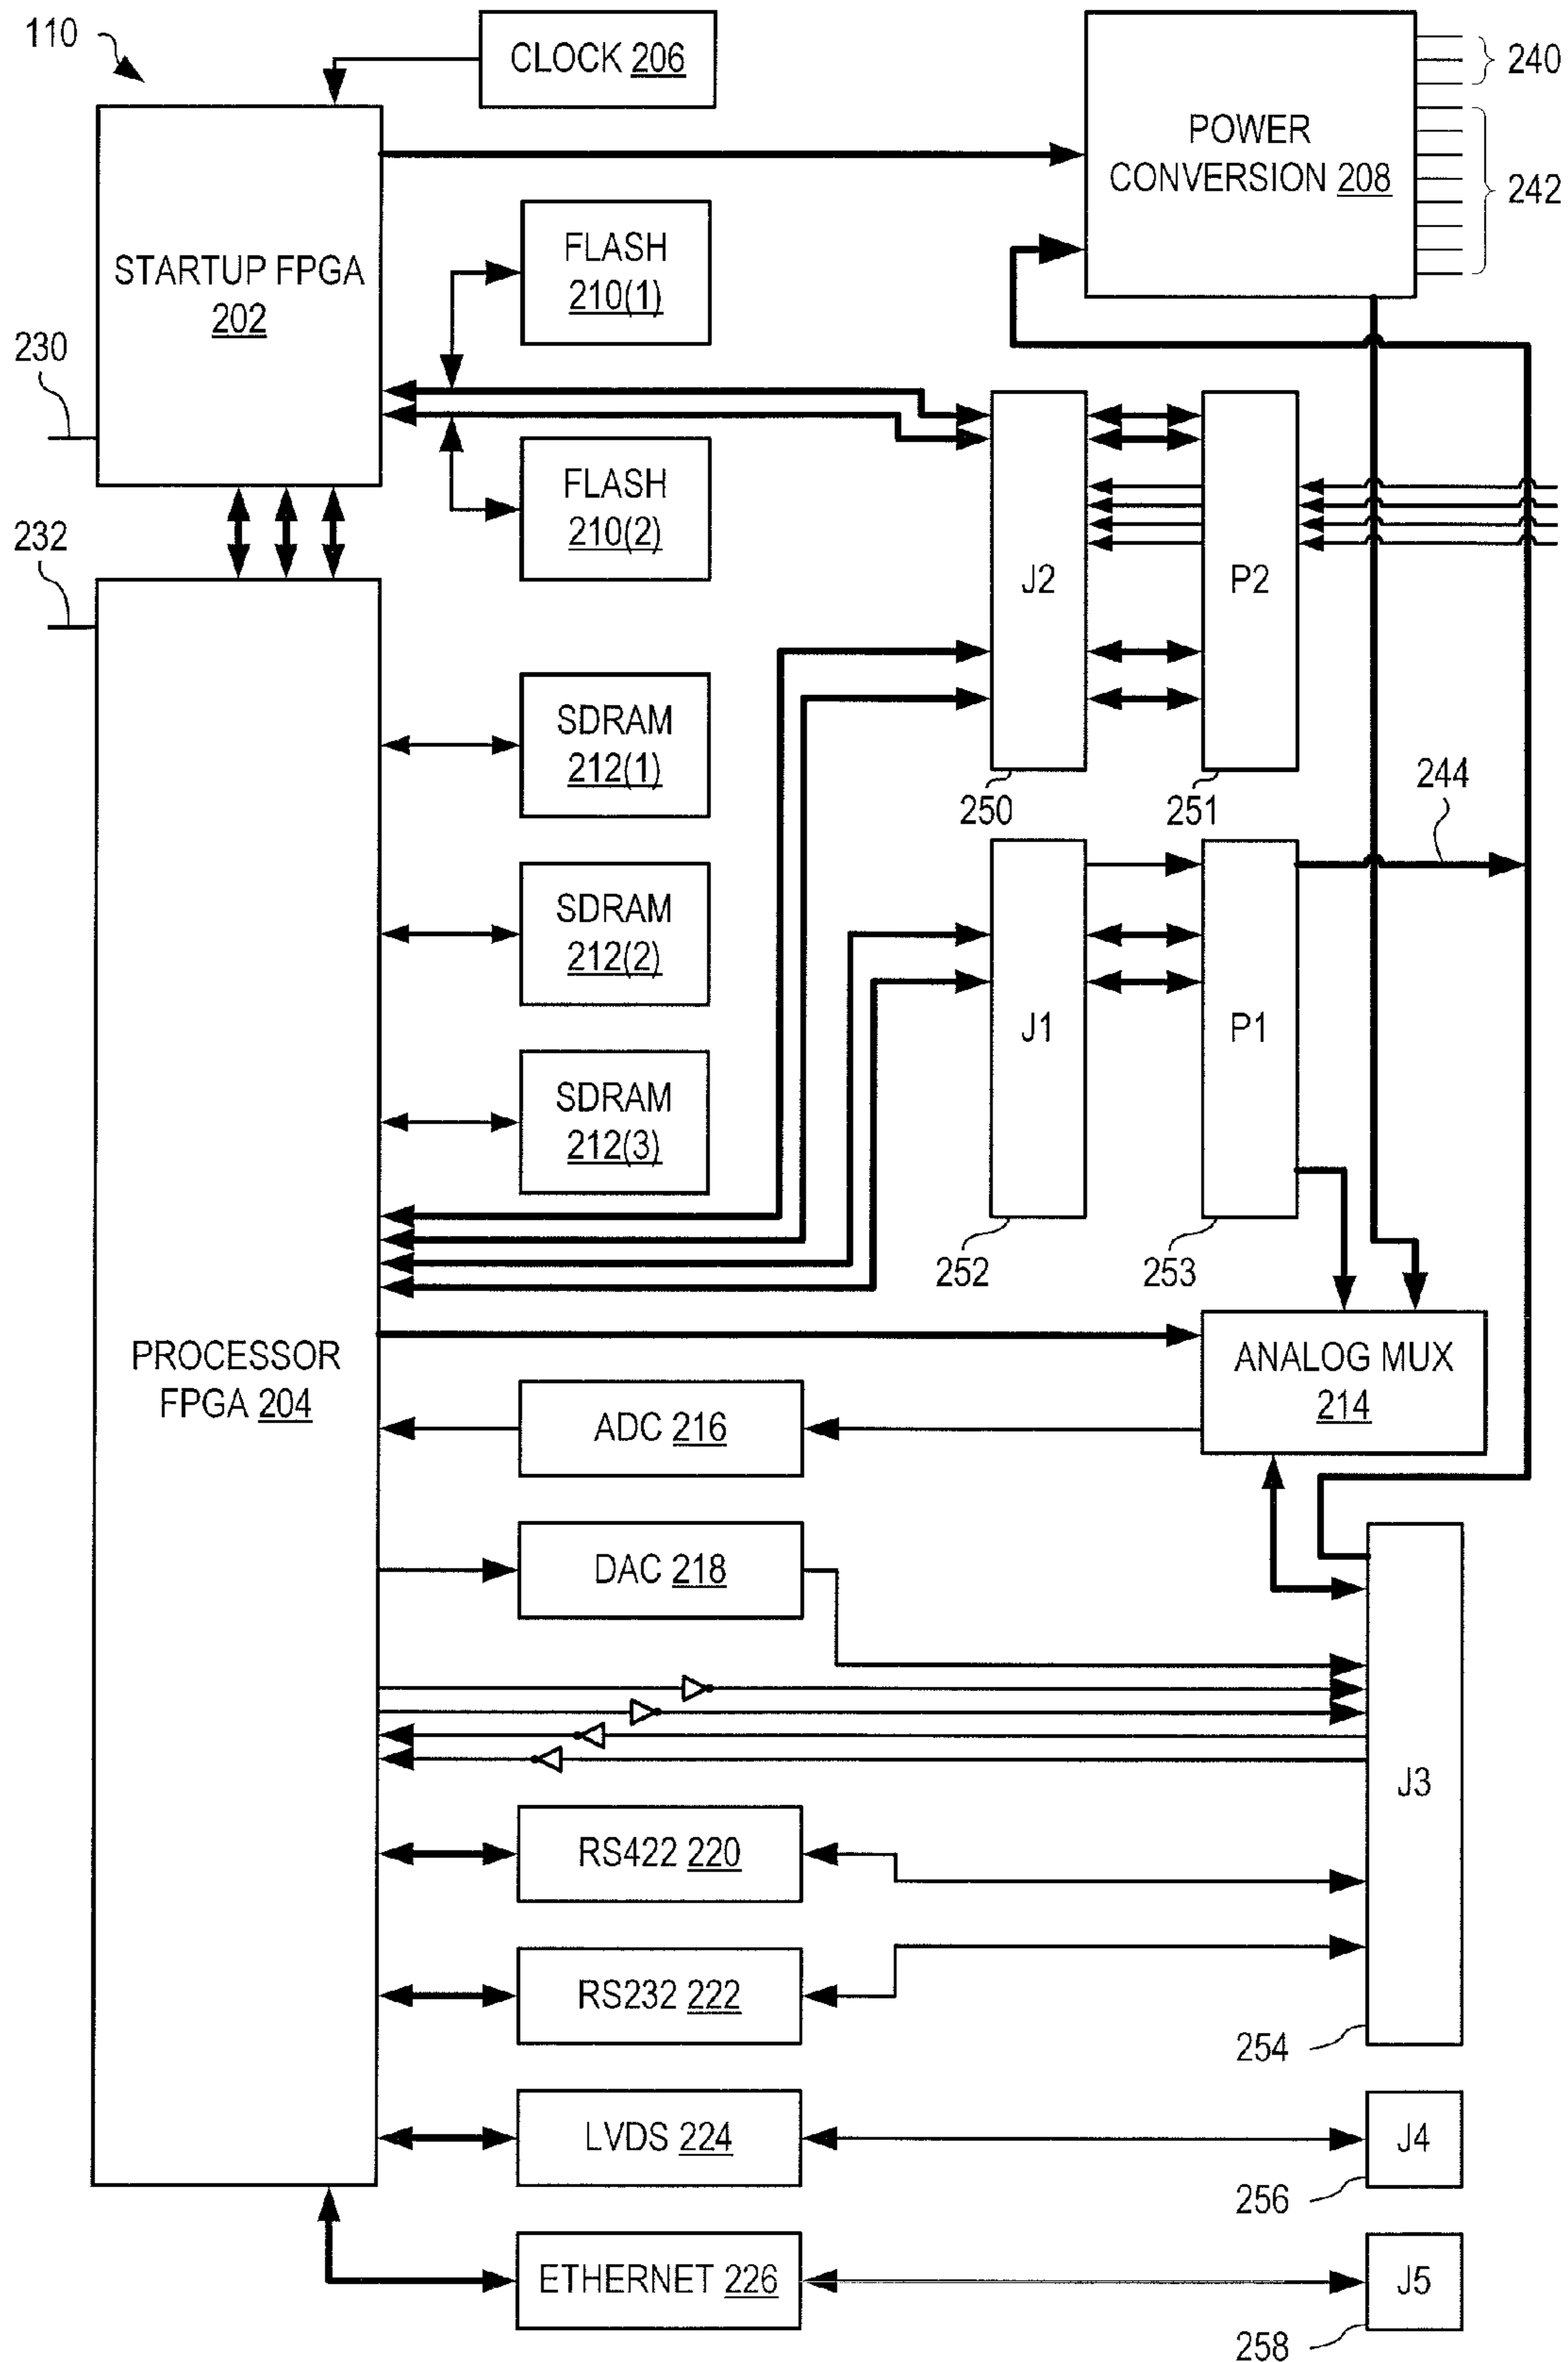 110
CLOCK 206
POWER
CONVERSION 208
240
242
STARTUP FPGA
202
FLASH
210(1)
230
FLASH
210(2)
232
J2
P2
SDRAM
212(1)
250
251
244
SDRAM
212(2)
J1
P1
SDRAM
212(3)
252
253
PROCESSOR
FPGA 204
ANALOG MUX
214
ADC 216
DAC 218
J3
RS422 220
RS232 222
254
LVDS 224
J4
256
ETHERNET 226
J5
258